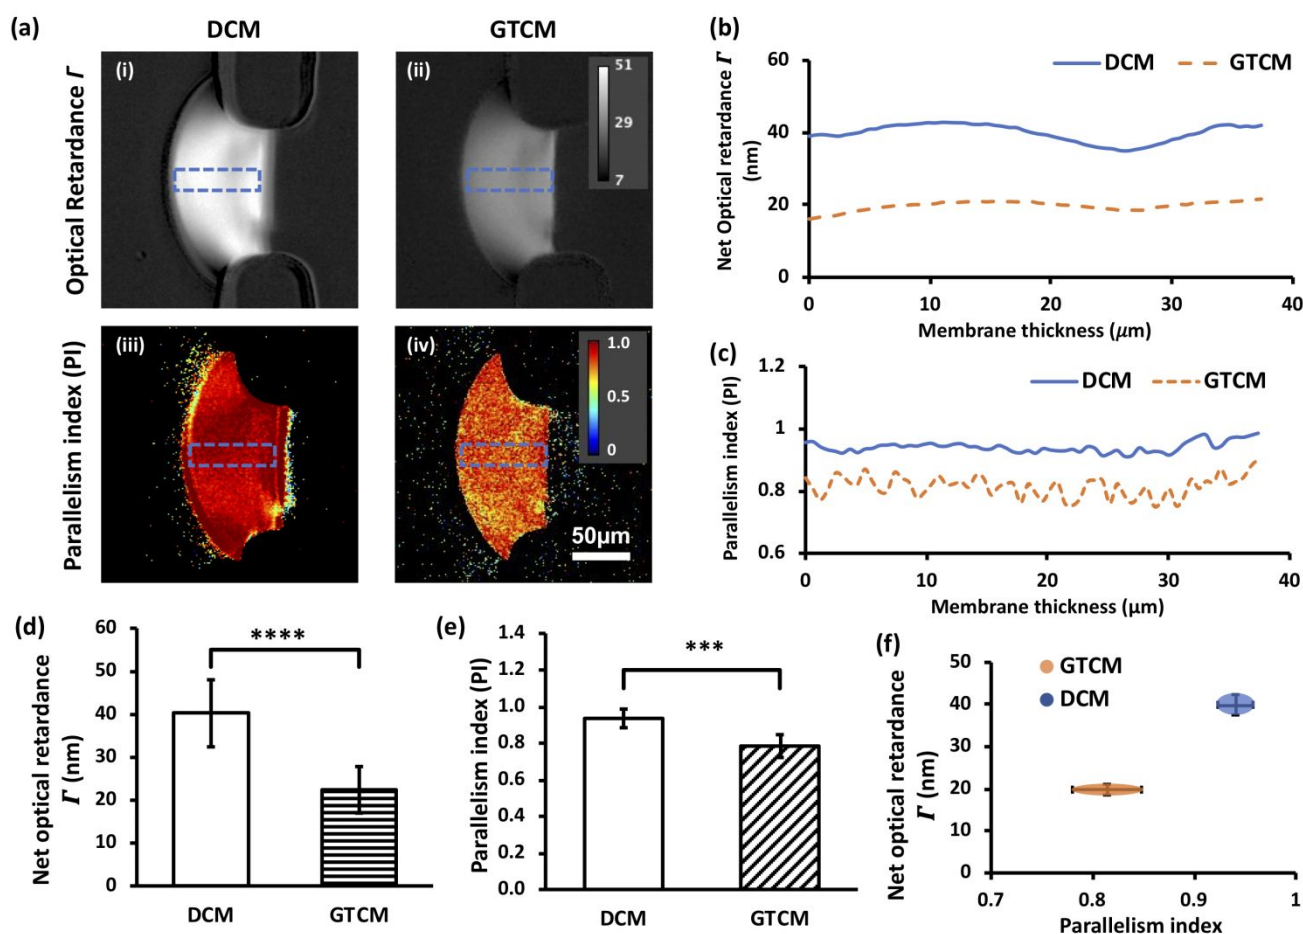 (a)
DCM
GTCM
Optical Retardance Γ
(i)
(ii)
51
29
7
Parallelism index (PI)
(iii)
(iv)
1.0
0.5
0
50μm
(b)
DCM
GTCM
Net Optical retardance Γ
(nm)
60
40
20
0
0
10
20
30
40
Membrane thickness (μm)
(c)
DCM
GTCM
Parallelism index (PI)
1.2
1
0.8
0.6
0
10
20
30
40
Membrane thickness (μm)
(d)
Net optical retardance
Γ (nm)
60
50
40
30
20
10
0
****
DCM
GTCM
(e)
Parallelism index (PI)
1.4
1.2
1.0
0.8
0.6
0.4
0.2
0.0
***
DCM
GTCM
(f)
GTCM
DCM
Net optical retardance
Γ (nm)
50
40
30
20
10
0
0.7
0.8
0.9
1
Parallelism index